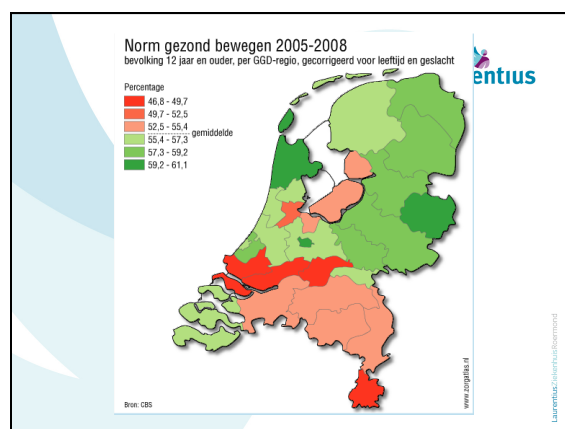 Norm gezond bewegen 2005-2008
bevolking 12 jaar en ouder, per GGD-regio, gecorrigeerd voor leeftijd en geslacht
Percentage
46,8 - 49,7
49,7 - 52,5
52,5 - 55,4
gemiddelde
55,4 - 57,3
57,3 - 59,2
59,2 - 61,1
entius
www.zorgatlas.nl
Bron: CBS
LaurentiusZiekenhuisRoermond